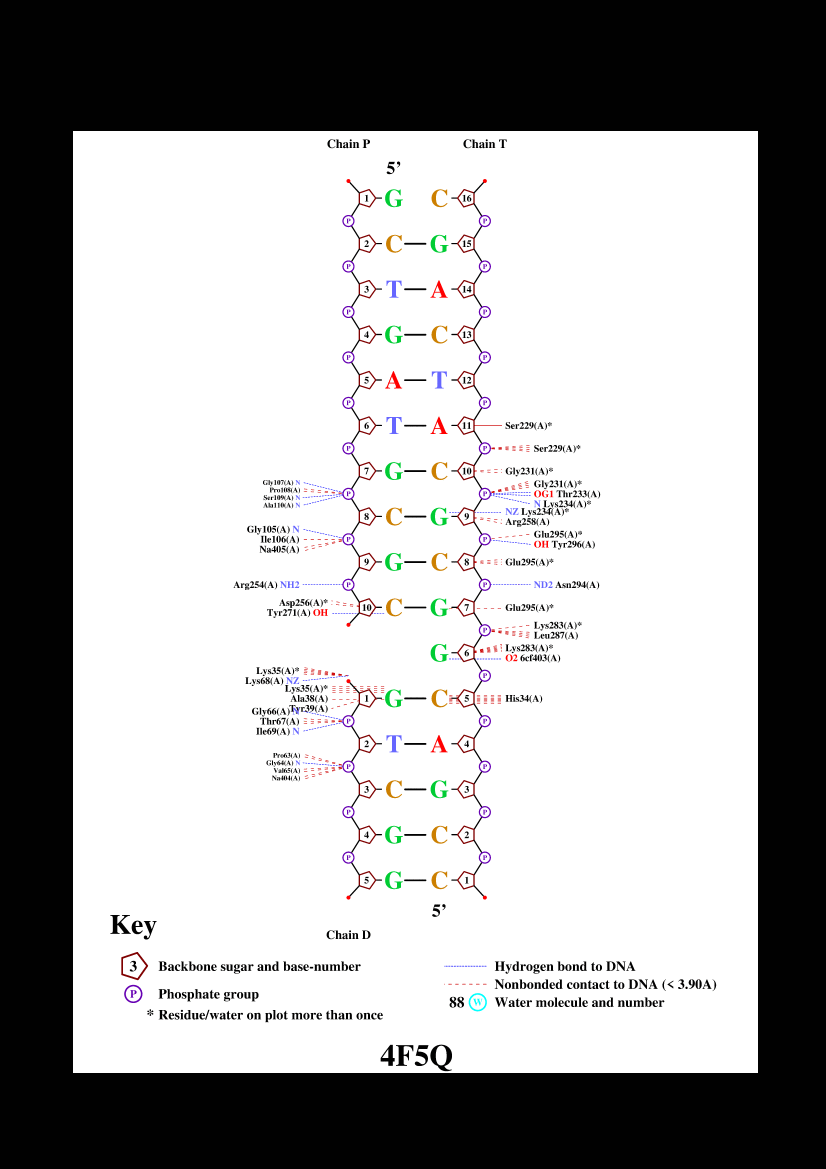 Chain P Chain T
5’
1 G C 16
P P
2 C G 15
P P
3 T A 14
P P
4 G C 13
P P
5 A T 12
P P
6 T A 11 Ser229(A)*
P P Ser229(A)*
7 G C 10 Gly231(A)*
Gly107(A) N
Pro108(A)
Ser109(A) N
Ala110(A) N
P P
Gly231(A)*
OG1 Thr233(A)
N Lys234(A)*
8 C G 9
NZ Lys234(A)*
Arg258(A)
Gly105(A) N
Ile106(A)
Na405(A)
P P
Glu295(A)*
OH Tyr296(A)
9 G C 8 Glu295(A)*
Arg254(A) NH2 P P ND2 Asn294(A)
Asp256(A)*
Tyr271(A) OH
10 C G 7 Glu295(A)*
P
Lys283(A)*
Leu287(A)
G 6
Lys283(A)*
O2 6cf403(A)
P
Lys35(A)*
Lys68(A) NZ
Lys35(A)*
Ala38(A)
Tyr39(A)
1 G C 5 His34(A)
Gly66(A) N
Thr67(A)
Ile69(A) N
P P
2 T A 4
Pro63(A)
Gly64(A) N
Val65(A)
Na404(A)
P P
3 C G 3
P P
4 G C 2
P P
5 G C 1
5’
Key
Chain D
3 Backbone sugar and base-number
P Phosphate group
* Residue/water on plot more than once
Hydrogen bond to DNA
Nonbonded contact to DNA (< 3.90A)
88 W Water molecule and number
4F5Q